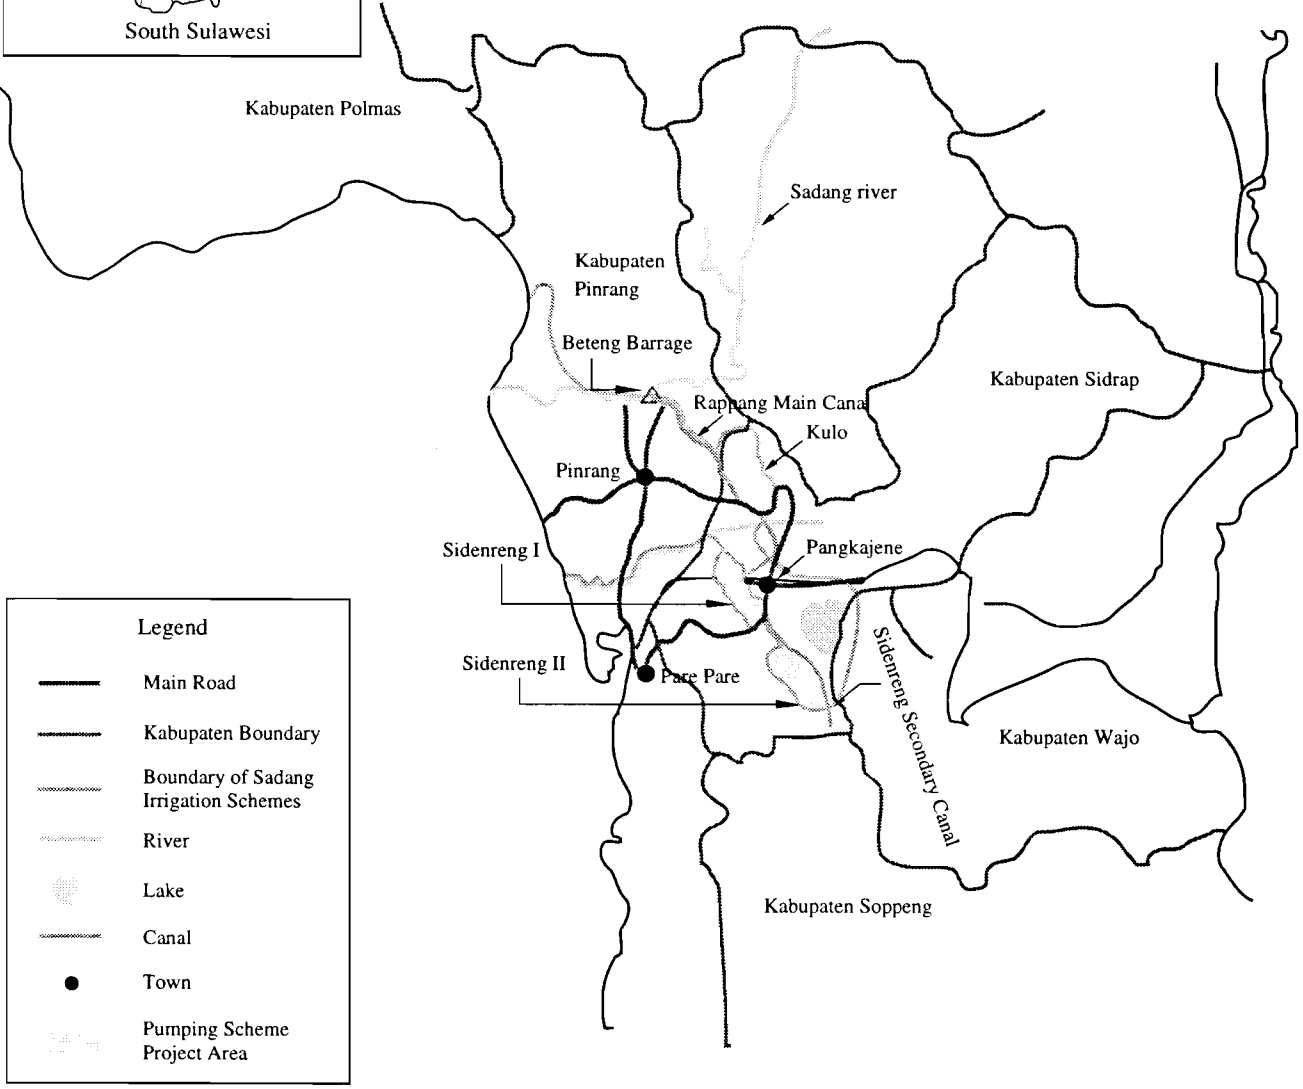 South Sulawesi
Kabupaten Polmas
Sadang river
Kabupaten
Pinrang
Beteng Barrage
Kabupaten Sidrap
Rappang Main Cana
Kulo
Pinrang
Sidenreng I
Pangkajene
Sidenreng II
Pare Pare
Sidenreng Secondary Canal
Kabupaten Wajo
Kabupaten Soppeng
Legend
Main Road
Kabupaten Boundary
Boundary of Sadang
Irrigation Schemes
River
Lake
Canal
Town
Pumping Scheme
Project Area